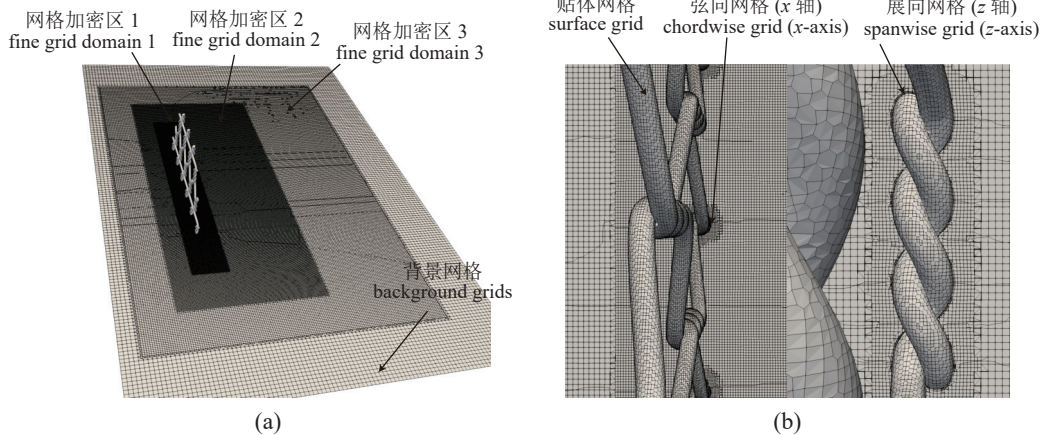 网格加密区 1
fine grid domain 1
网格加密区 2
fine grid domain 2
网格加密区 3
fine grid domain 3
背景网格
background grids
(a)
贴体网格
surface grid
弦向网格 (x 轴)
chordwise grid (x-axis)
展向网格 (z 轴)
spanwise grid (z-axis)
(b)